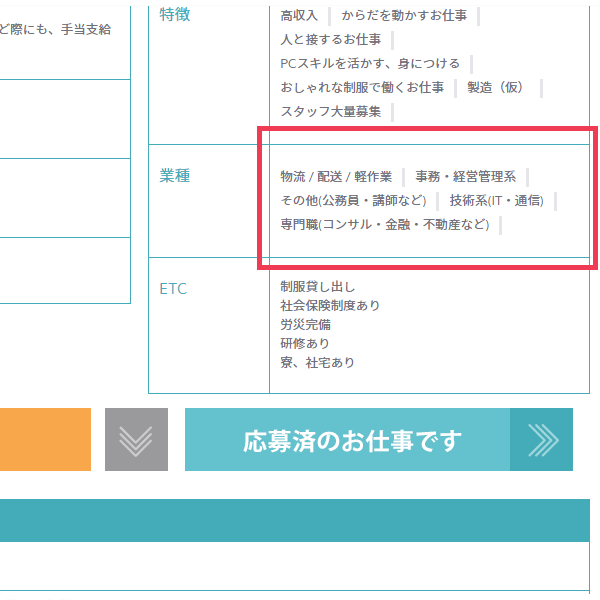 ど際にも、手当支給
特徴
高収入 からだを動かすお仕事
人と接するお仕事
PCスキルを活かす、身につける
おしゃれな制服で働くお仕事 製造（仮）
スタッフ大量募集
業種
物流 / 配送 / 軽作業 事務・経営管理系
その他(公務員・講師など) 技術系(IT・通信)
専門職(コンサル・金融・不動産など)
ETC
制服貸し出し
社会保険制度あり
労災完備
研修あり
寮、社宅あり
応募済のお仕事です